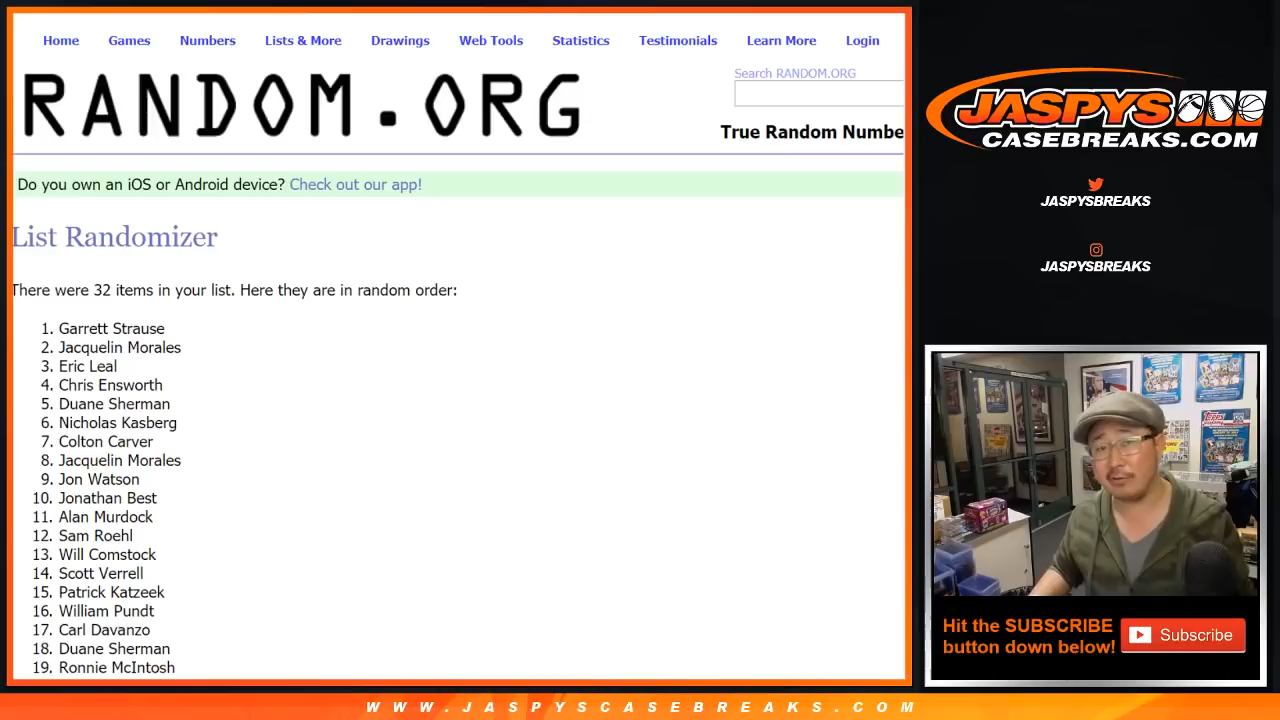 Home Games Numbers Lists & More Drawings Web Tools Statistics Testimonials Learn More Login
RANDOM.ORG
Search RANDOM.ORG
True Random Numbe
Do you own an iOS or Android device? Check out our app!
List Randomizer
There were 32 items in your list. Here they are in random order:
1. Garrett Strause
2. Jacquelin Morales
3. Eric Leal
4. Chris Ensworth
5. Duane Sherman
6. Nicholas Kasberg
7. Colton Carver
8. Jacquelin Morales
9. Jon Watson
10. Jonathan Best
11. Alan Murdock
12. Sam Roehl
13. Will Comstock
14. Scott Verrell
15. Patrick Katzeek
16. William Pundt
17. Carl Davanzo
18. Duane Sherman
19. Ronnie McIntosh
JASPYS
CASEBREAKS.COM
JASPYSBREAKS
JASPYSBREAKS
Hit the SUBSCRIBE
button down below!
Subscribe
WWW.JASPYSCASEBREAKS.COM